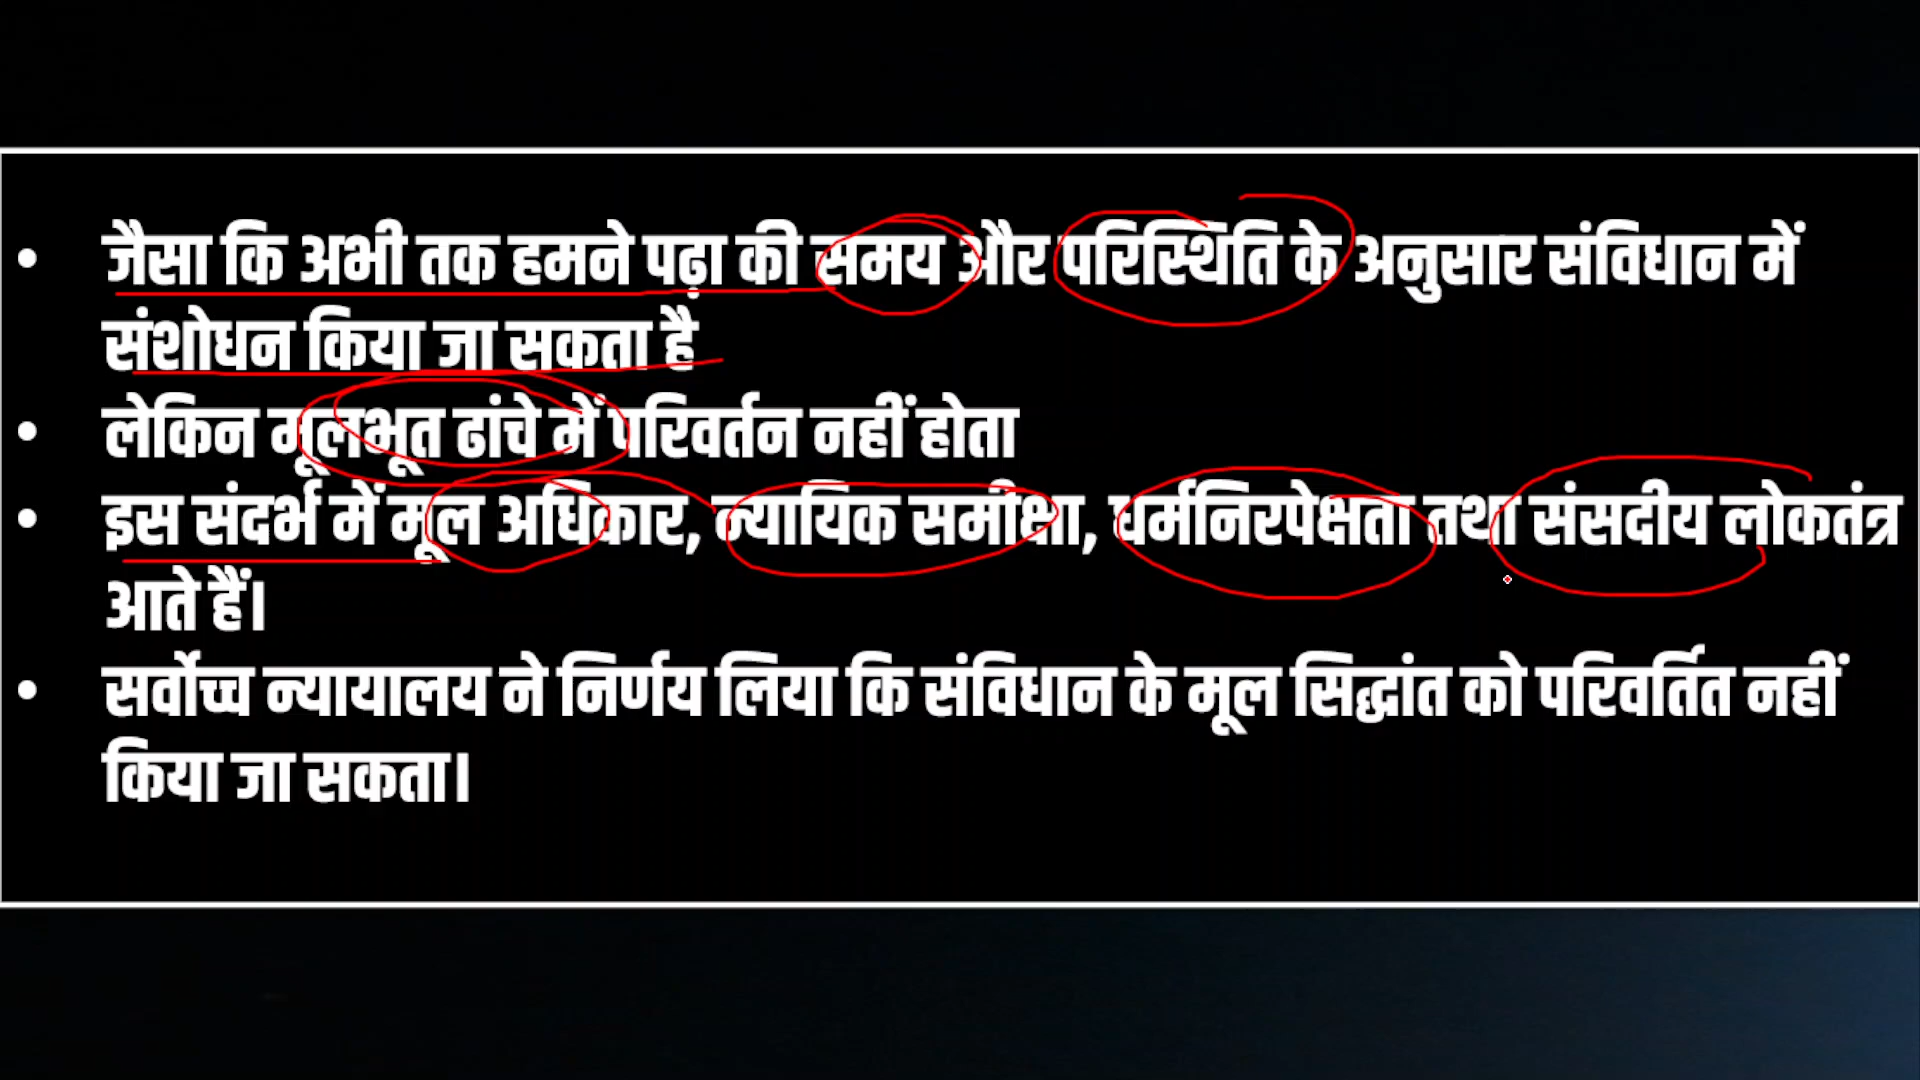 • जैसा कि अभी तक हमने पढ़ा की समय और परिस्थिति के अनुसार संविधान में
संशोधन किया जा सकता है
• लेकिन मूलभूत ढांचे में परिवर्तन नहीं होता
• इस संदर्भ में मूल अधिकार, न्यायिक समीक्षा, धर्मनिरपेक्षता तथा संसदीय लोकतंत्र
आते हैं।
• सर्वोच्च न्यायालय ने निर्णय लिया कि संविधान के मूल सिद्धांत को परिवर्तित नहीं
किया जा सकता।